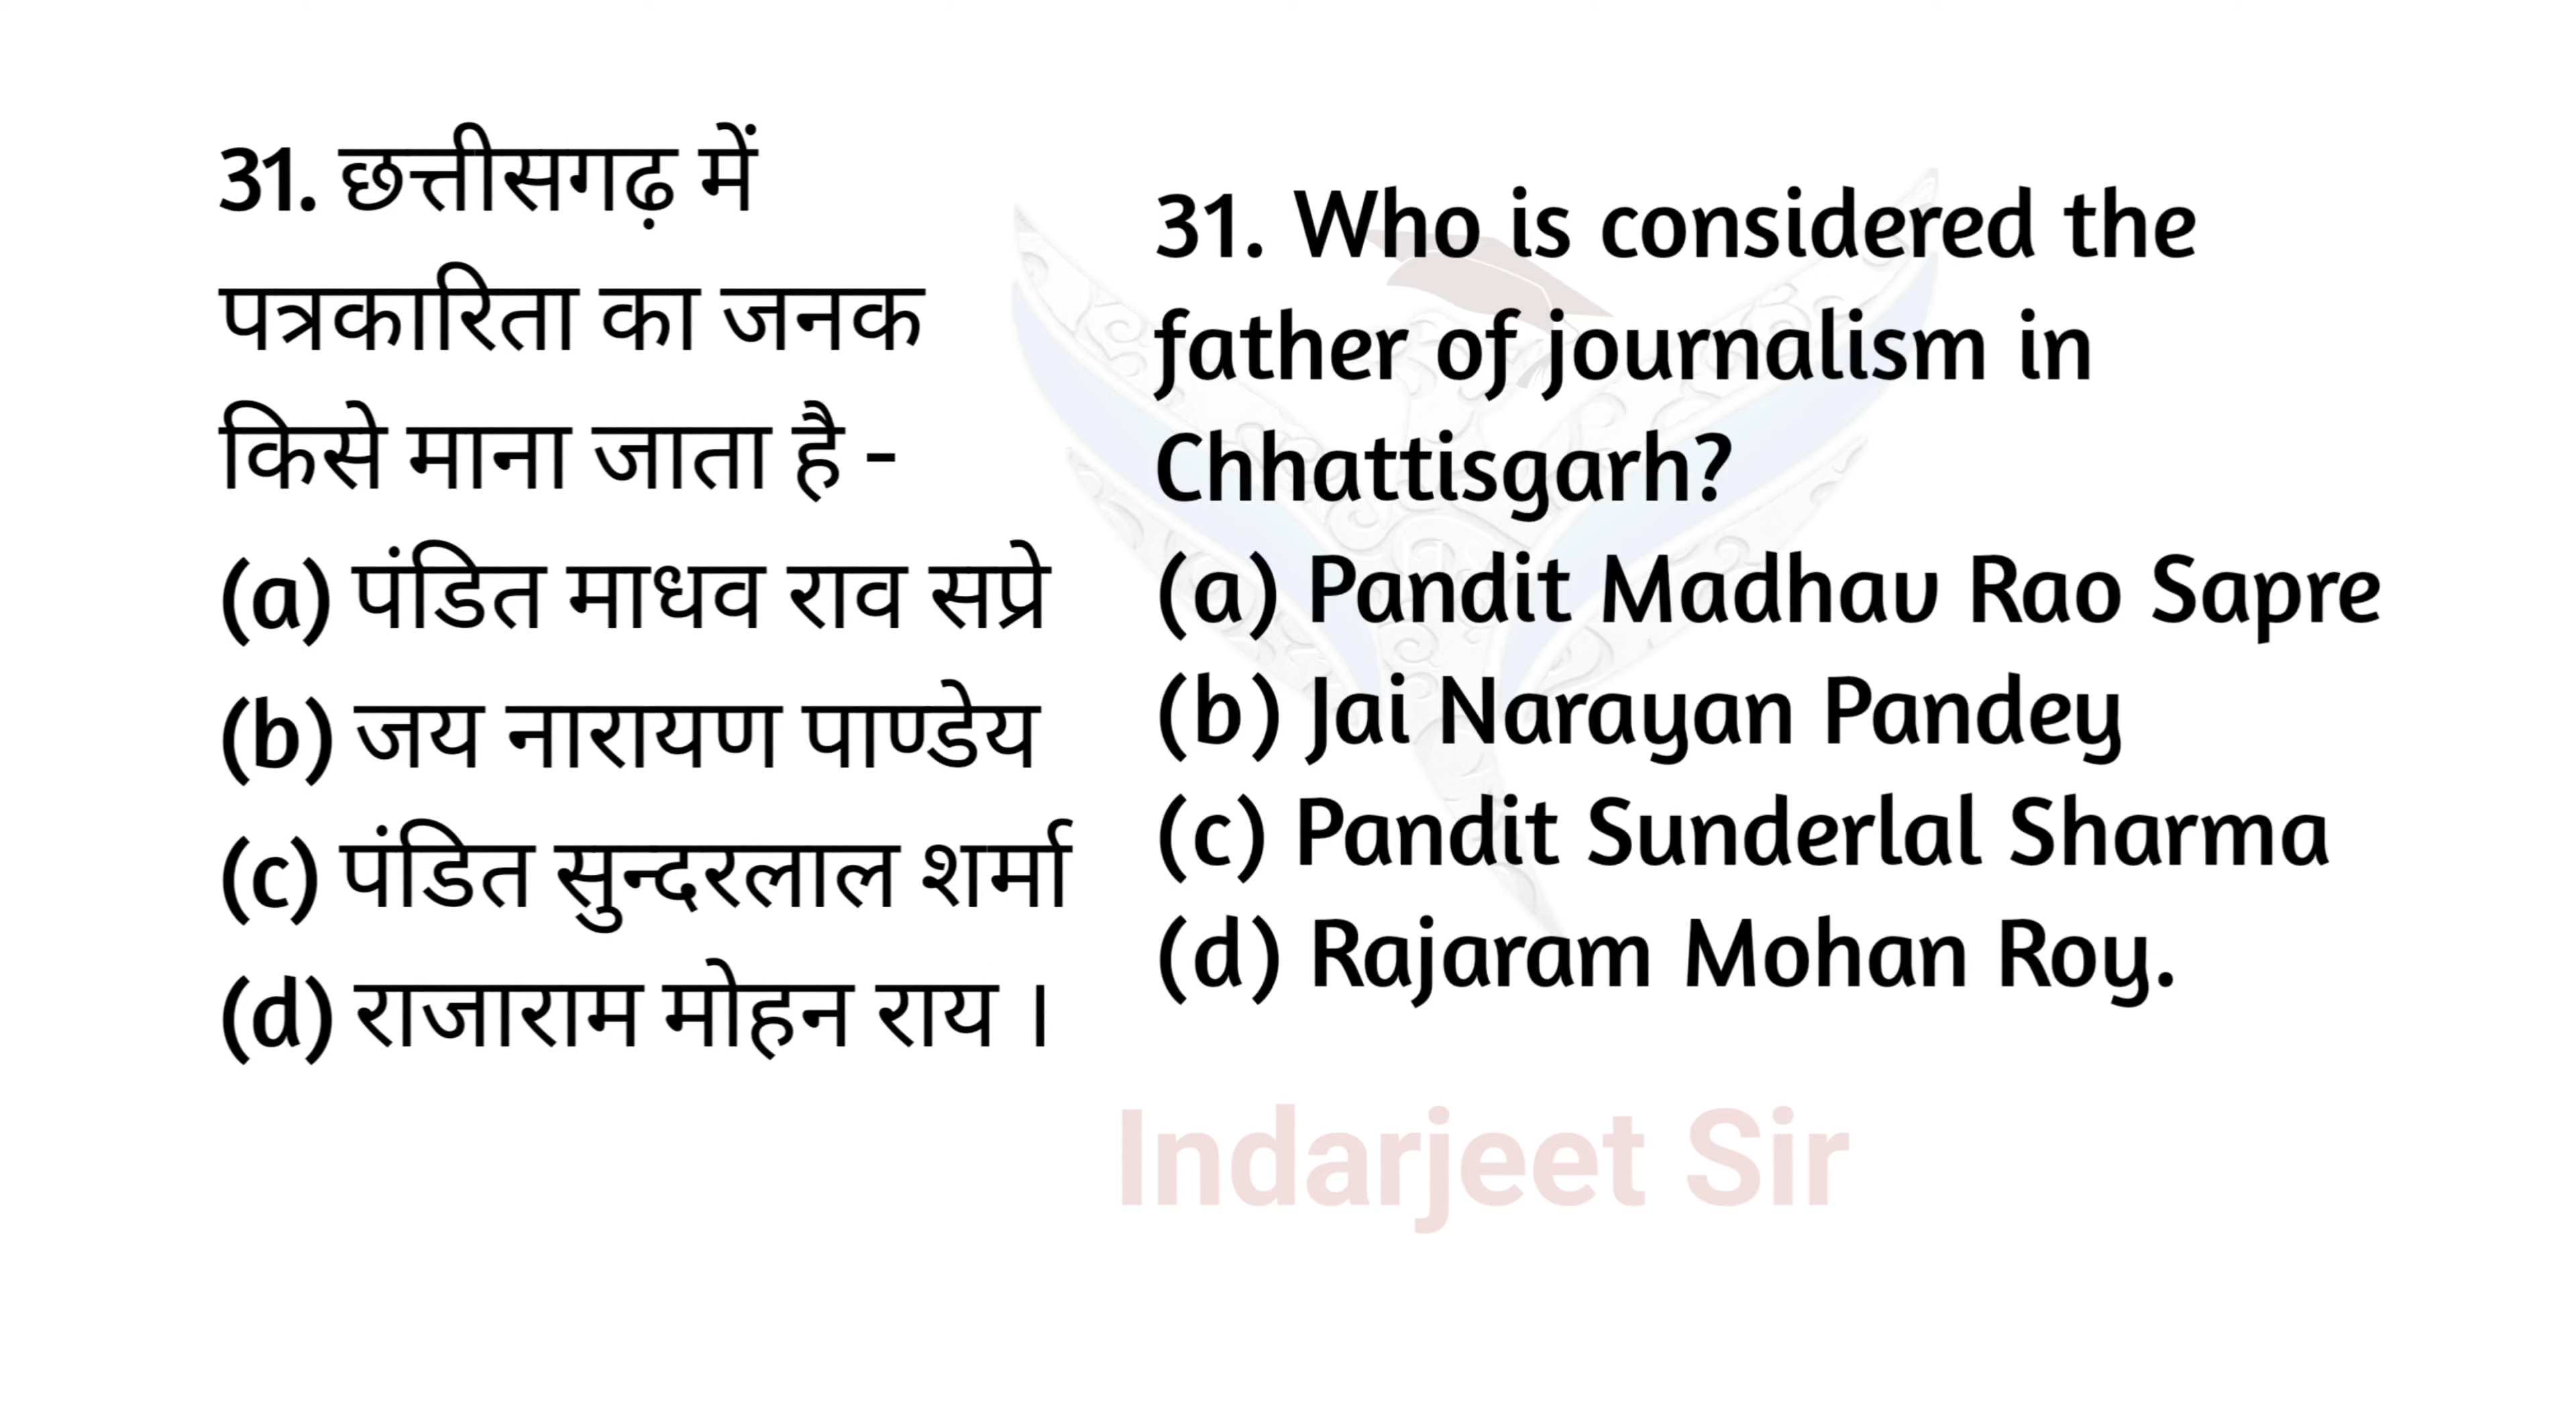 31. छत्तीसगढ़ में
पत्रकारिता का जनक
किसे माना जाता है -
(a) पंडित माधव राव सप्रे
(b) जय नारायण पाण्डेय
(c) पंडित सुन्दरलाल शर्मा
(d) राजाराम मोहन राय ।
31. Who is considered the
father of journalism in
Chhattisgarh?
(a) Pandit Madhav Rao Sapre
(b) Jai Narayan Pandey
(c) Pandit Sunderlal Sharma
(d) Rajaram Mohan Roy.
Indarjeet Sir